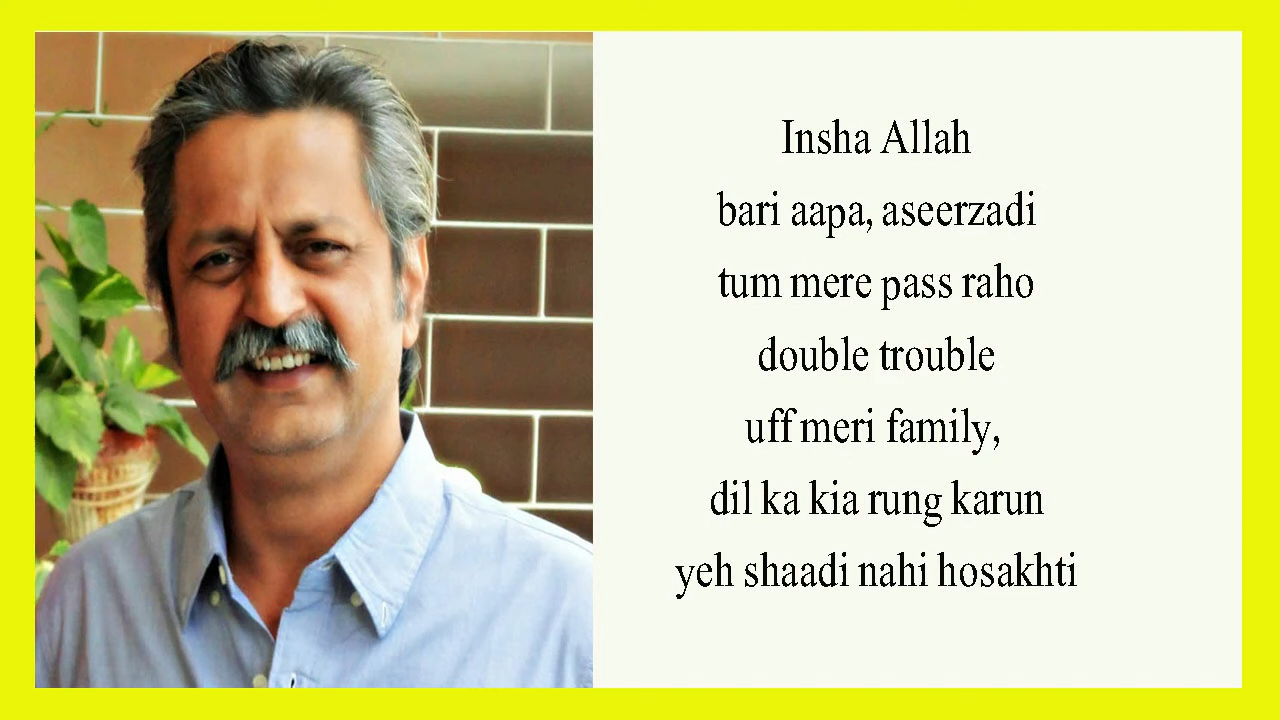 Insha Allah
bari aapa, aseerzadi
tum mere pass raho
double trouble
uff meri family,
dil ka kia rung karun
yeh shaadi nahi hosakhti